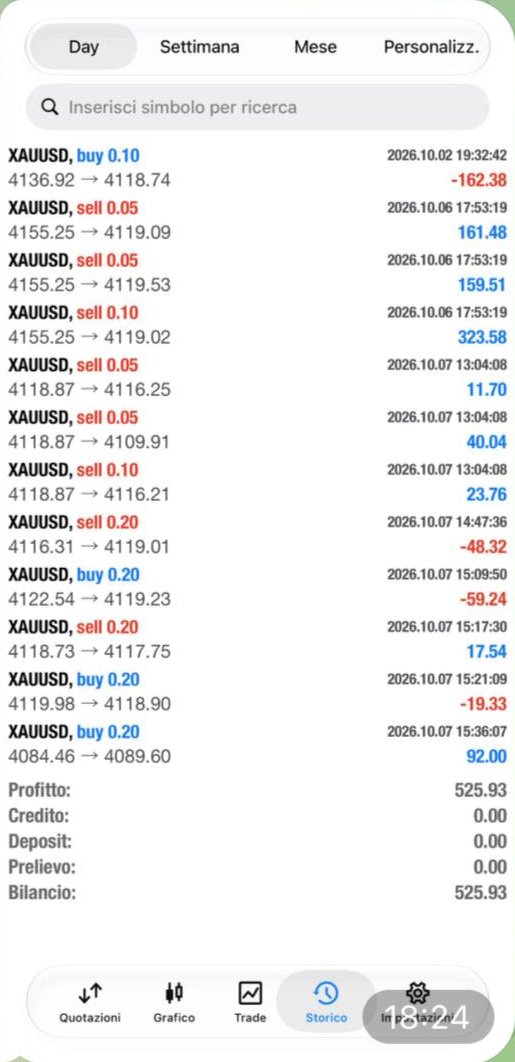 Day Settimana Mese Personalizz.
Inserisci simbolo per ricerca
XAUUSD, buy 0.10 2026.10.02 19:32:42
4136.92 → 4118.74 -162.38
XAUUSD, sell 0.05 2026.10.06 17:53:19
4155.25 → 4119.09 161.48
XAUUSD, sell 0.05 2026.10.06 17:53:19
4155.25 → 4119.53 159.51
XAUUSD, sell 0.10 2026.10.06 17:53:19
4155.25 → 4119.02 323.58
XAUUSD, sell 0.05 2026.10.07 13:04:08
4118.87 → 4116.25 11.70
XAUUSD, sell 0.05 2026.10.07 13:04:08
4118.87 → 4109.91 40.04
XAUUSD, sell 0.10 2026.10.07 13:04:08
4118.87 → 4116.21 23.76
XAUUSD, sell 0.20 2026.10.07 14:47:36
4116.31 → 4119.01 -48.32
XAUUSD, buy 0.20 2026.10.07 15:09:50
4122.54 → 4119.23 -59.24
XAUUSD, sell 0.20 2026.10.07 15:17:30
4118.73 → 4117.75 17.54
XAUUSD, buy 0.20 2026.10.07 15:21:09
4119.98 → 4118.90 -19.33
XAUUSD, buy 0.20 2026.10.07 15:36:07
4084.46 → 4089.60 92.00
Profitto: 525.93
Credito: 0.00
Deposit: 0.00
Prelievo: 0.00
Bilancio: 525.93
Quotazioni Grafico Trade Storico Impostazioni
18:24